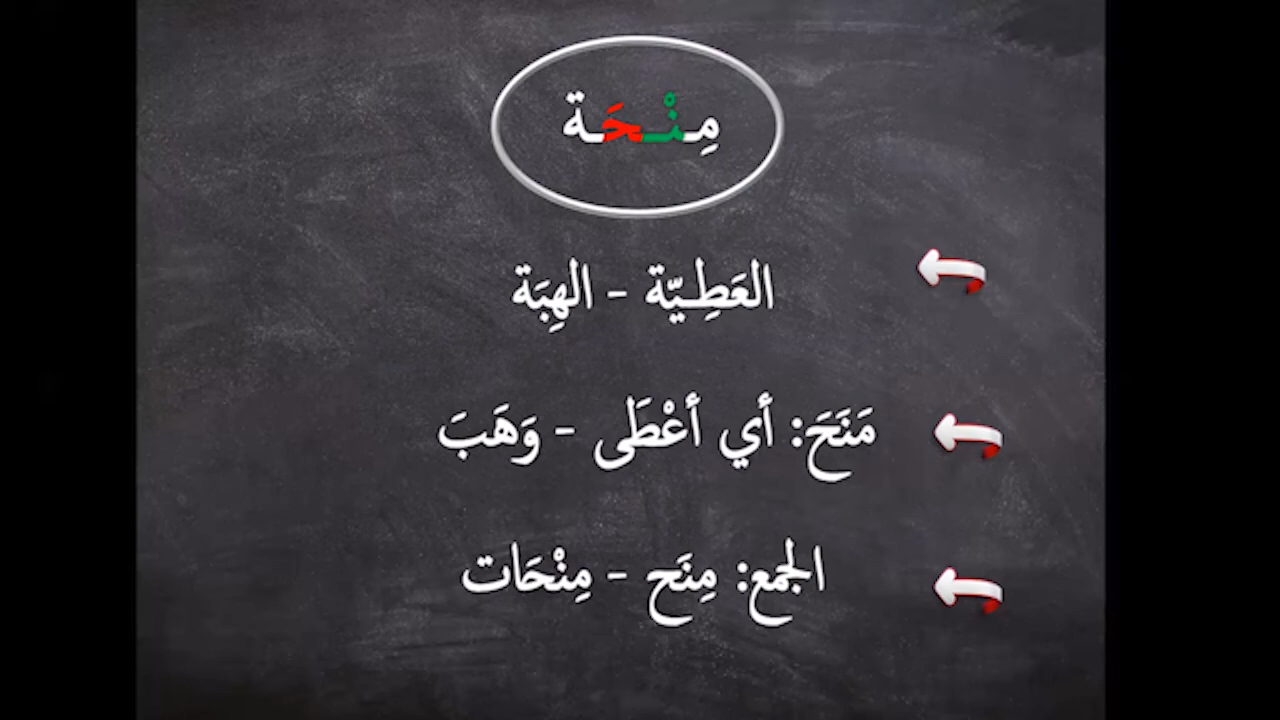 مِنْحَة
العَطِيّة - الهِبَة
مَنَحَ: أي أعْطَى - وَهَبَ
الجمع: مِنَح - مِنْحَات